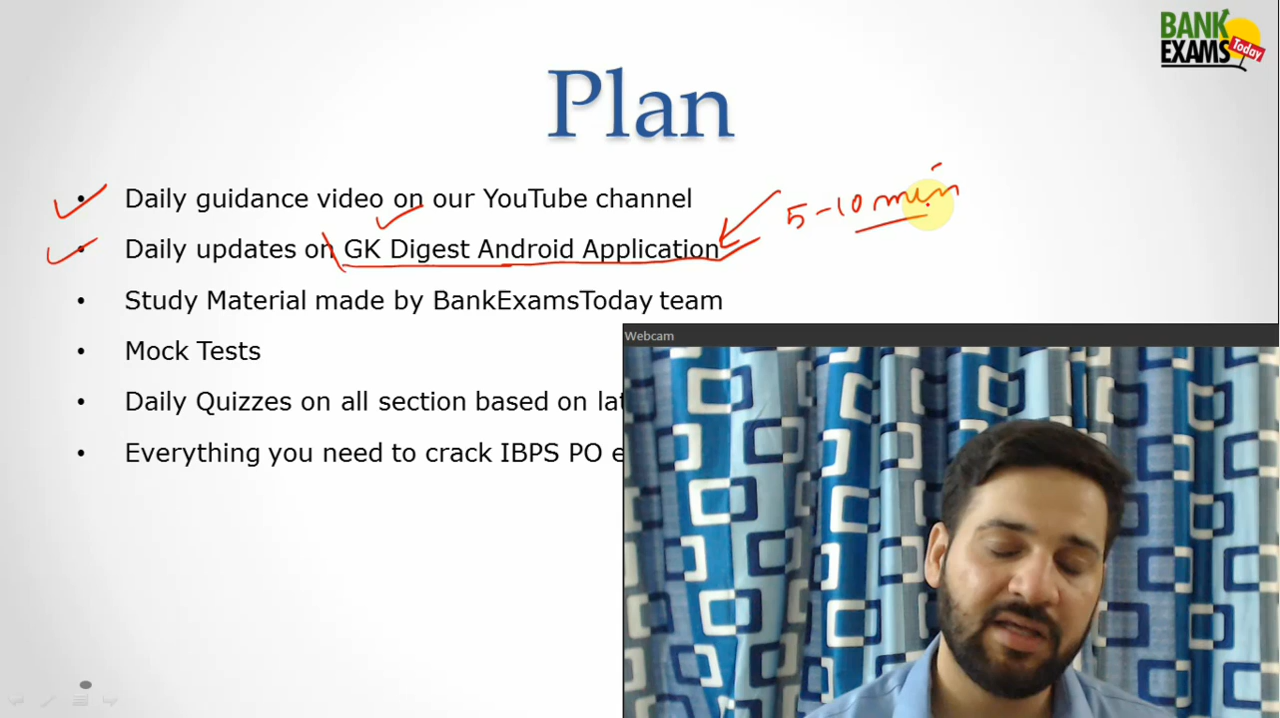 BANK
EXAMS Today
Plan
• Daily guidance video on our YouTube channel
5-10 min
• Daily updates on GK Digest Android Application
• Study Material made by BankExamsToday team
Webcam
• Mock Tests
• Daily Quizzes on all section based on
• Everything you need to crack IBPS PO